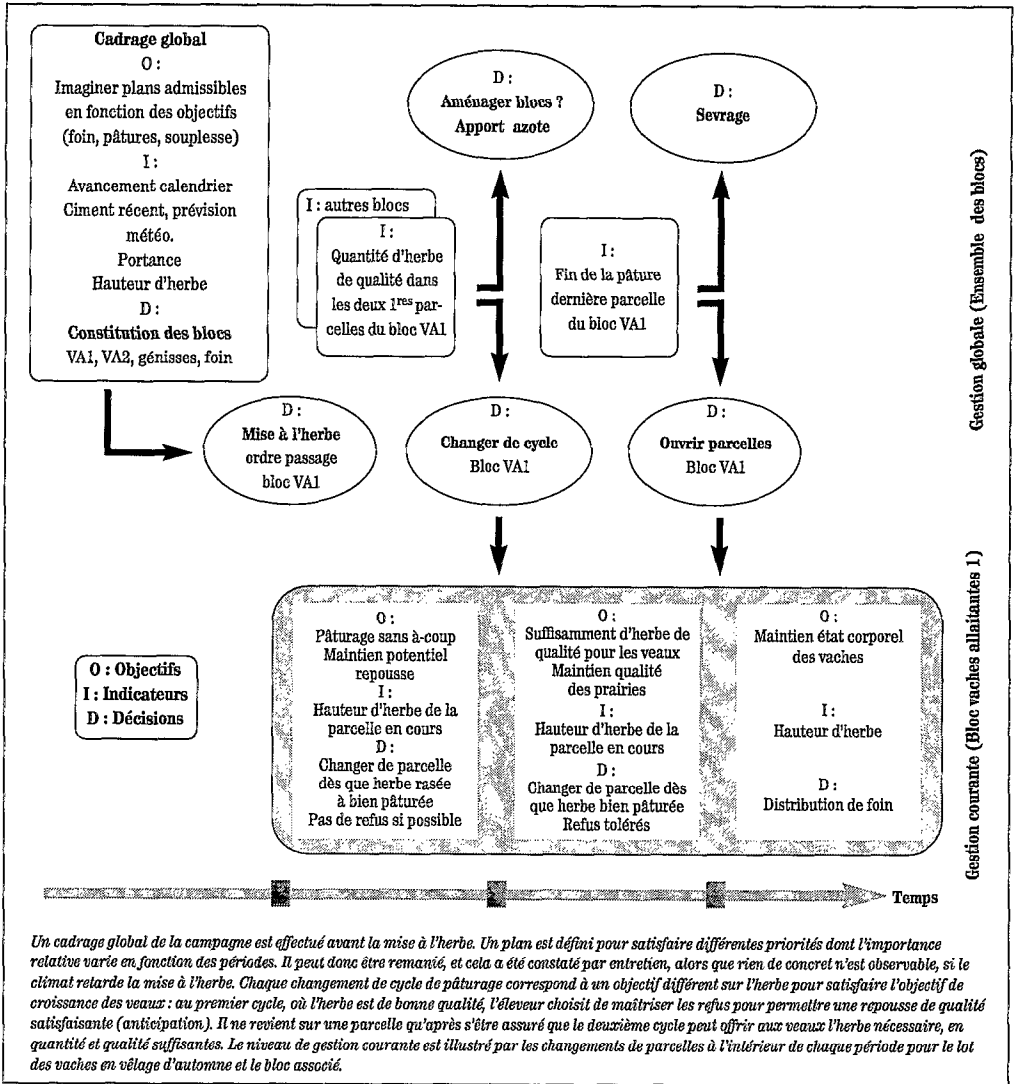 Cadrage global
O :
Imaginer plans admissibles
en fonction des objectifs
(foin, pâtures, souplesse)
I :
Avancement calendrier
Ciment récent, prévision
météo.
Portance
Hauteur d'herbe
D :
Constitution des blocs
VA1, VA2, génisses, foin
D :
Aménager blocs ?
Apport azote
D :
Sevrage
I : autres blocs
I :
Quantité d'herbe
de qualité dans
les deux 1res par-
celles du bloc VA1
I :
Fin de la pâture
dernière parcelle
du bloc VA1
Gestion globale (Ensemble des blocs)
D :
Mise à l'herbe
ordre passage
bloc VA1
D :
Changer de cycle
Bloc VA1
D :
Ouvrir parcelles
Bloc VA1
O : Objectifs
I : Indicateurs
D : Décisions
O :
Pâturage sans à-coup
Maintien potentiel
repousse
I :
Hauteur d'herbe de la
parcelle en cours
D :
Changer de parcelle
dès que herbe rasée
à bien pâturée
Pas de refus si possible
O :
Suffisamment d'herbe de
qualité pour les veaux
Maintien qualité
des prairies
I :
Hauteur d'herbe de la
parcelle en cours
D :
Changer de parcelle dès
que herbe bien pâturée
Refus tolérés
O :
Maintien état corporel
des vaches
I :
Hauteur d'herbe
D :
Distribution de foin
Gestion courante (Bloc vaches allaitantes 1)
Temps
Un cadrage global de la campagne est effectué avant la mise à l'herbe. Un plan est défini pour satisfaire différentes priorités dont l'importance
relative varie en fonction des périodes. Il peut donc être remanié, et cela a été constaté par entretien, alors que rien de concret n'est observable, si le
climat retarde la mise à l'herbe. Chaque changement de cycle de pâturage correspond à un objectif différent sur l'herbe pour satisfaire l'objectif de
croissance des veaux : au premier cycle, où l'herbe est de bonne qualité, l'éleveur choisit de maîtriser les refus pour permettre une repousse de qualité
satisfaisante (anticipation). Il ne revient sur une parcelle qu'après s'être assuré que le deuxième cycle peut offrir aux veaux l'herbe nécessaire, en
quantité et qualité suffisantes. Le niveau de gestion courante est illustré par les changements de parcelles à l'intérieur de chaque période pour le lot
des vaches en vêlage d'automne et le bloc associé.